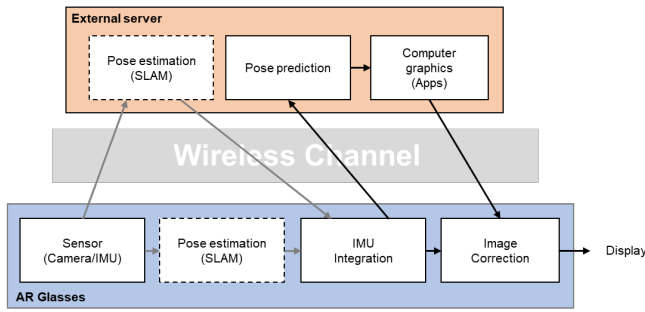 External server
Pose estimation
(SLAM)
Pose prediction
Computer
graphics
(Apps)
Wireless Channel
Sensor
(Camera/IMU)
Pose estimation
(SLAM)
IMU
Integration
Image
Correction
Display
AR Glasses